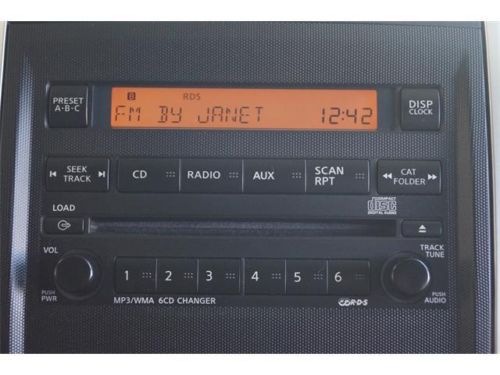 PRESET A·B·C
B RDS
FM BY JANET 12:42
DISP CLOCK
SEEK TRACK
CD
RADIO
AUX
SCAN RPT
CAT FOLDER
LOAD
COMPACT disc DIGITAL AUDIO
VOL
TRACK TUNE
1 2 3 4 5 6
PUSH PWR
MP3/WMA 6CD CHANGER
R·D·S
PUSH AUDIO